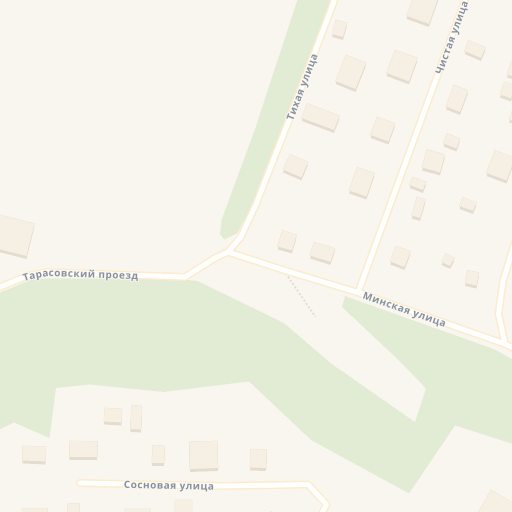 Чистая улица
Тихая улица
Тарасовский проезд
Минская улица
Сосновая улица